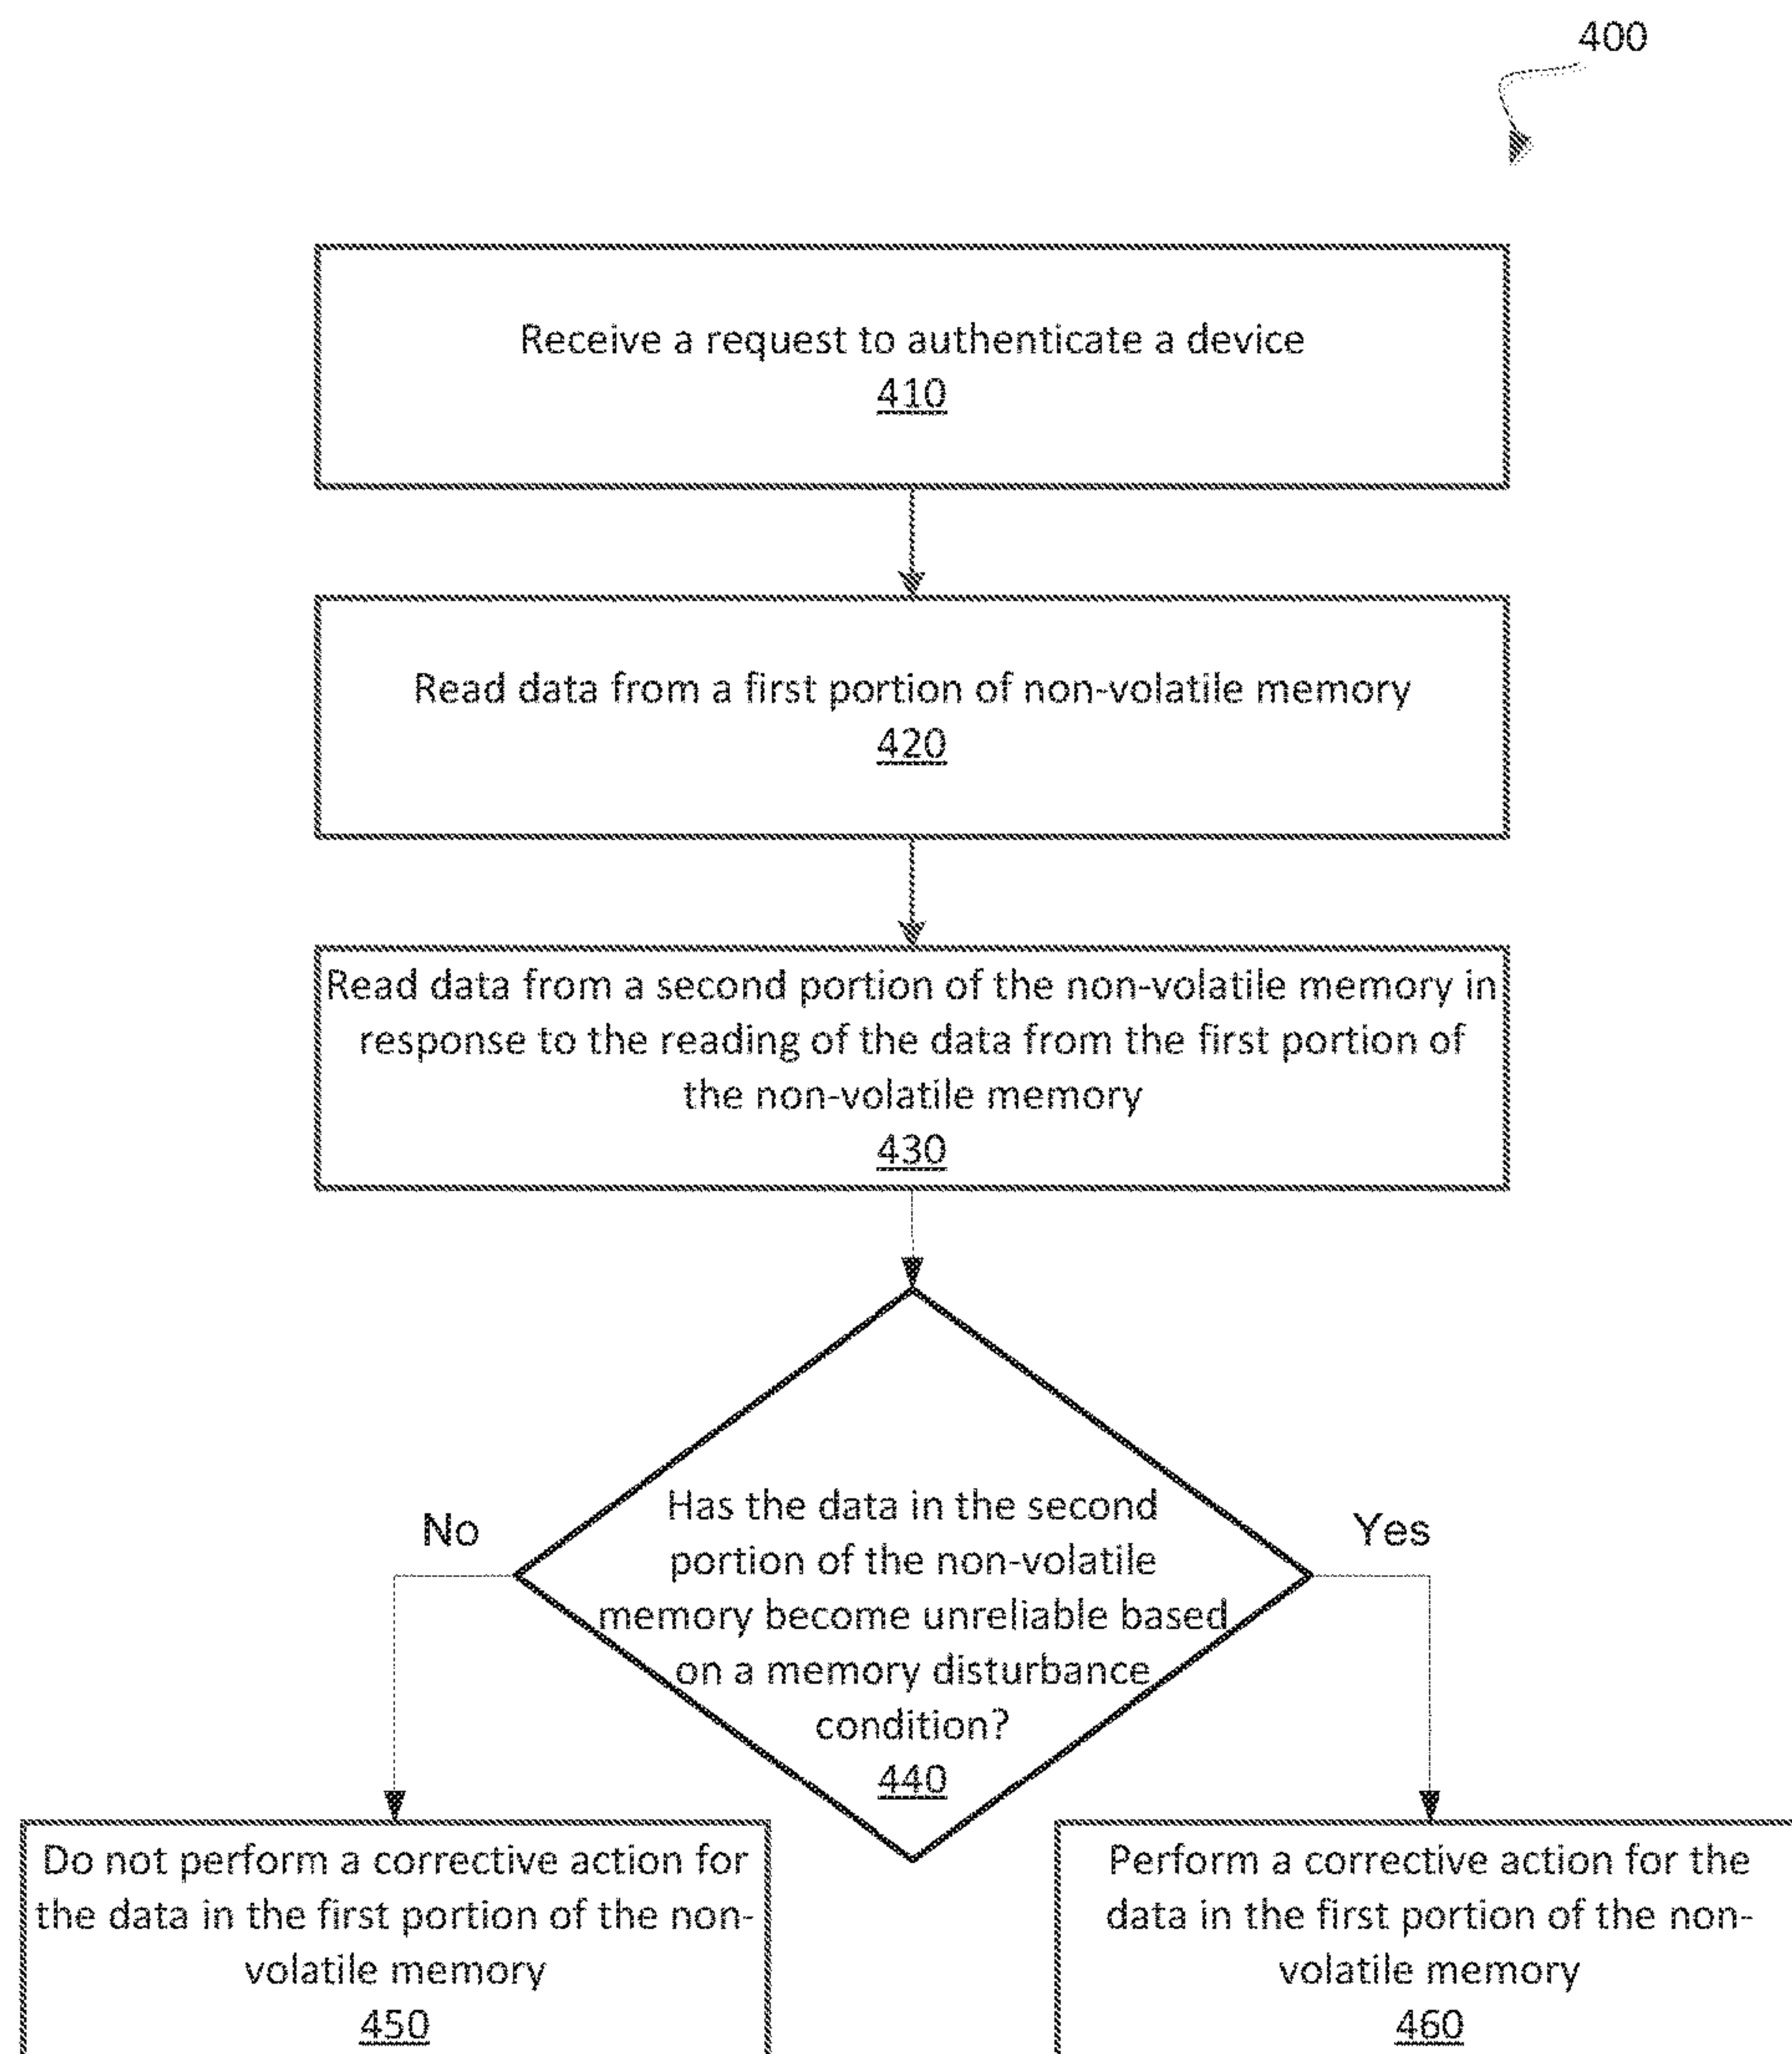 400
Receive a request to authenticate a device
410
Read data from a first portion of non-volatile memory
420
Read data from a second portion of the non-volatile memory in
response to the reading of the data from the first portion of
the non-volatile memory
430
Has the data in the second
portion of the non-volatile
memory become unreliable based
on a memory disturbance
condition?
440
No
Yes
Do not perform a corrective action for
the data in the first portion of the non-
volatile memory
450
Perform a corrective action for the
data in the first portion of the non-
volatile memory
460